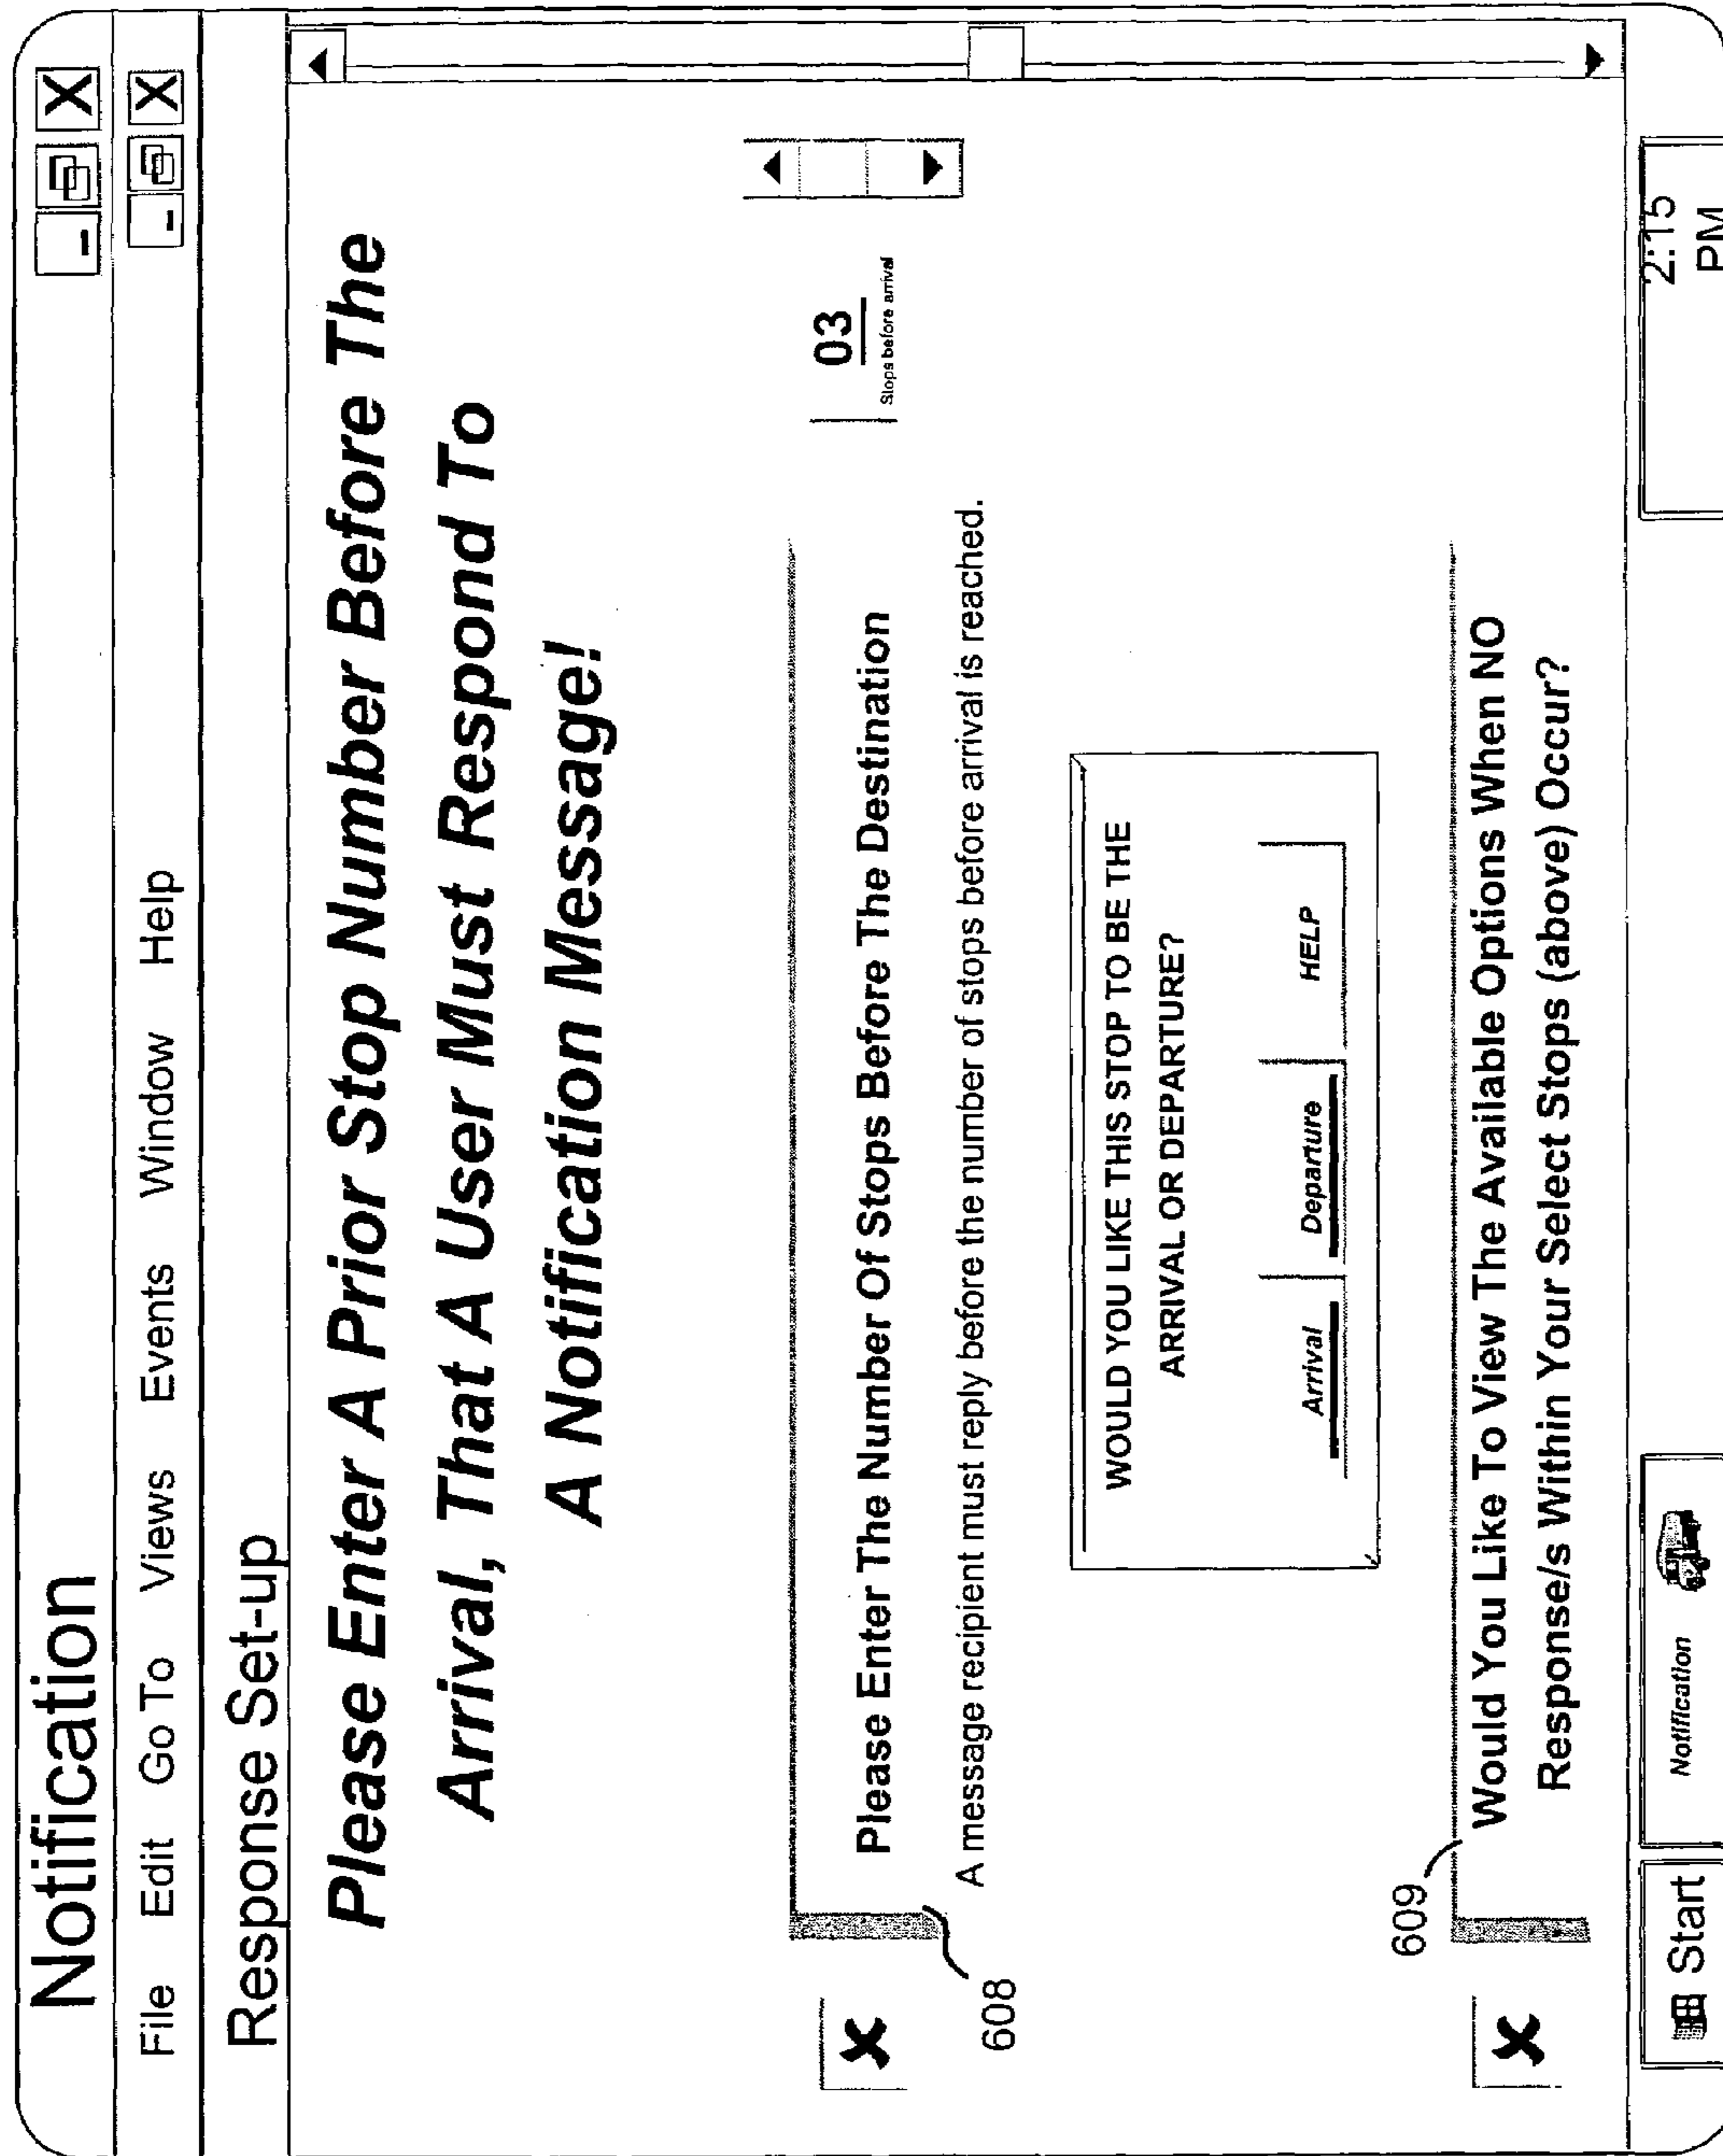 Notification
File Edit Go To Views Events Window Help
Response Set-up
Please Enter A Prior Stop Number Before The
Arrival, That A User Must Respond To
A Notification Message!
Please Enter The Number Of Stops Before The Destination
03
Stops before arrival
A message recipient must reply before the number of stops before arrival is reached.
608
WOULD YOU LIKE THIS STOP TO BE THE
ARRIVAL OR DEPARTURE?
Arrival Departure HELP
609
Would You Like To View The Available Options When NO
Response/s Within Your Select Stops (above) Occur?
Start Notification 2:15
PM